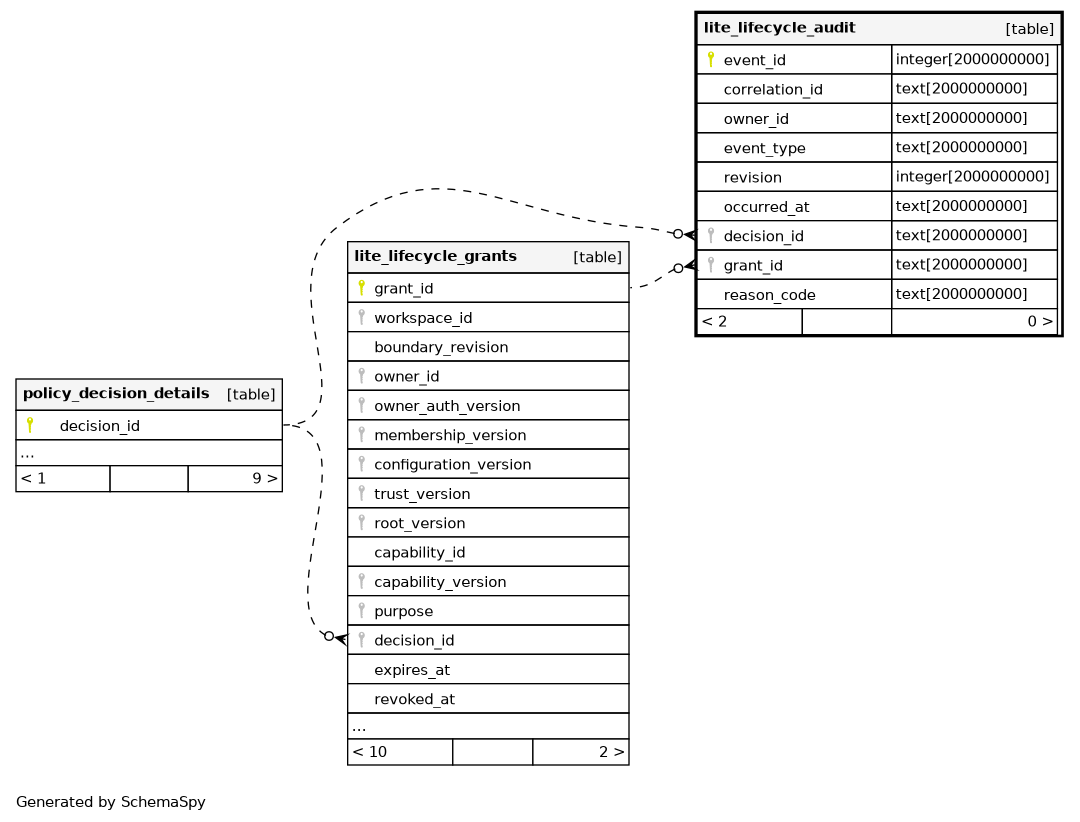 lite_lifecycle_audit [table]
event_id integer[2000000000]
correlation_id text[2000000000]
owner_id text[2000000000]
event_type text[2000000000]
revision integer[2000000000]
occurred_at text[2000000000]
decision_id text[2000000000]
grant_id text[2000000000]
reason_code text[2000000000]
< 2 0 >
lite_lifecycle_grants [table]
grant_id
workspace_id
boundary_revision
owner_id
owner_auth_version
membership_version
configuration_version
trust_version
root_version
capability_id
capability_version
purpose
decision_id
expires_at
revoked_at
...
< 10 2 >
policy_decision_details [table]
decision_id
...
< 1 9 >
Generated by SchemaSpy